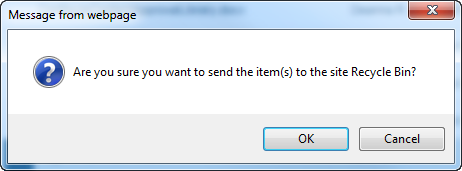 Message from webpage
Are you sure you want to send the item(s) to the site Recycle Bin?
OK
Cancel